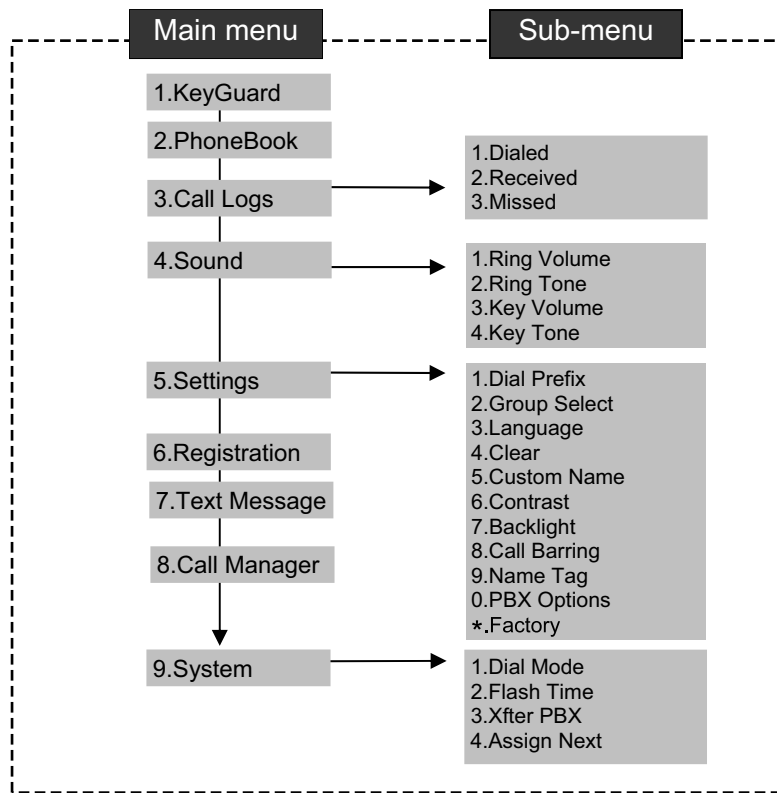 Main menu
Sub-menu
1.KeyGuard
2.PhoneBook
3.Call Logs
1.Dialed
2.Received
3.Missed
4.Sound
1.Ring Volume
2.Ring Tone
3.Key Volume
4.Key Tone
5.Settings
1.Dial Prefix
2.Group Select
3.Language
4.Clear
5.Custom Name
6.Contrast
7.Backlight
8.Call Barring
9.Name Tag
0.PBX Options
*.Factory
6.Registration
7.Text Message
8.Call Manager
9.System
1.Dial Mode
2.Flash Time
3.Xfter PBX
4.Assign Next